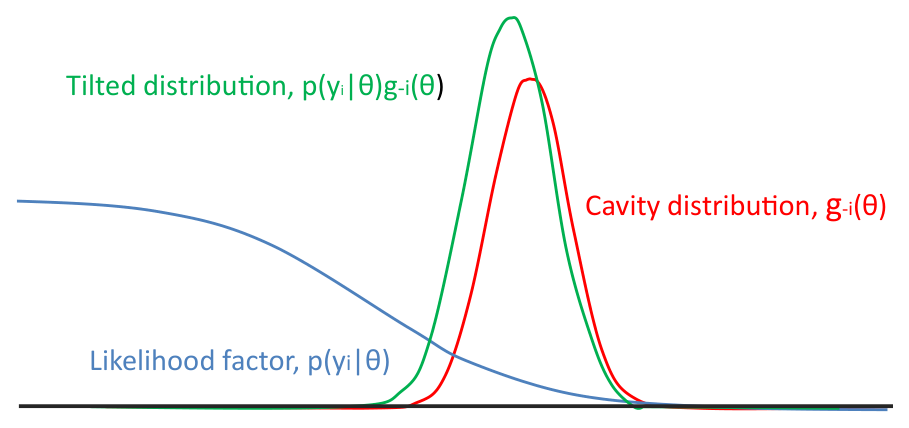 Tilted distribution, p(yᵢ|θ)g₋ᵢ(θ)
Cavity distribution, g₋ᵢ(θ)
Likelihood factor, p(yᵢ|θ)